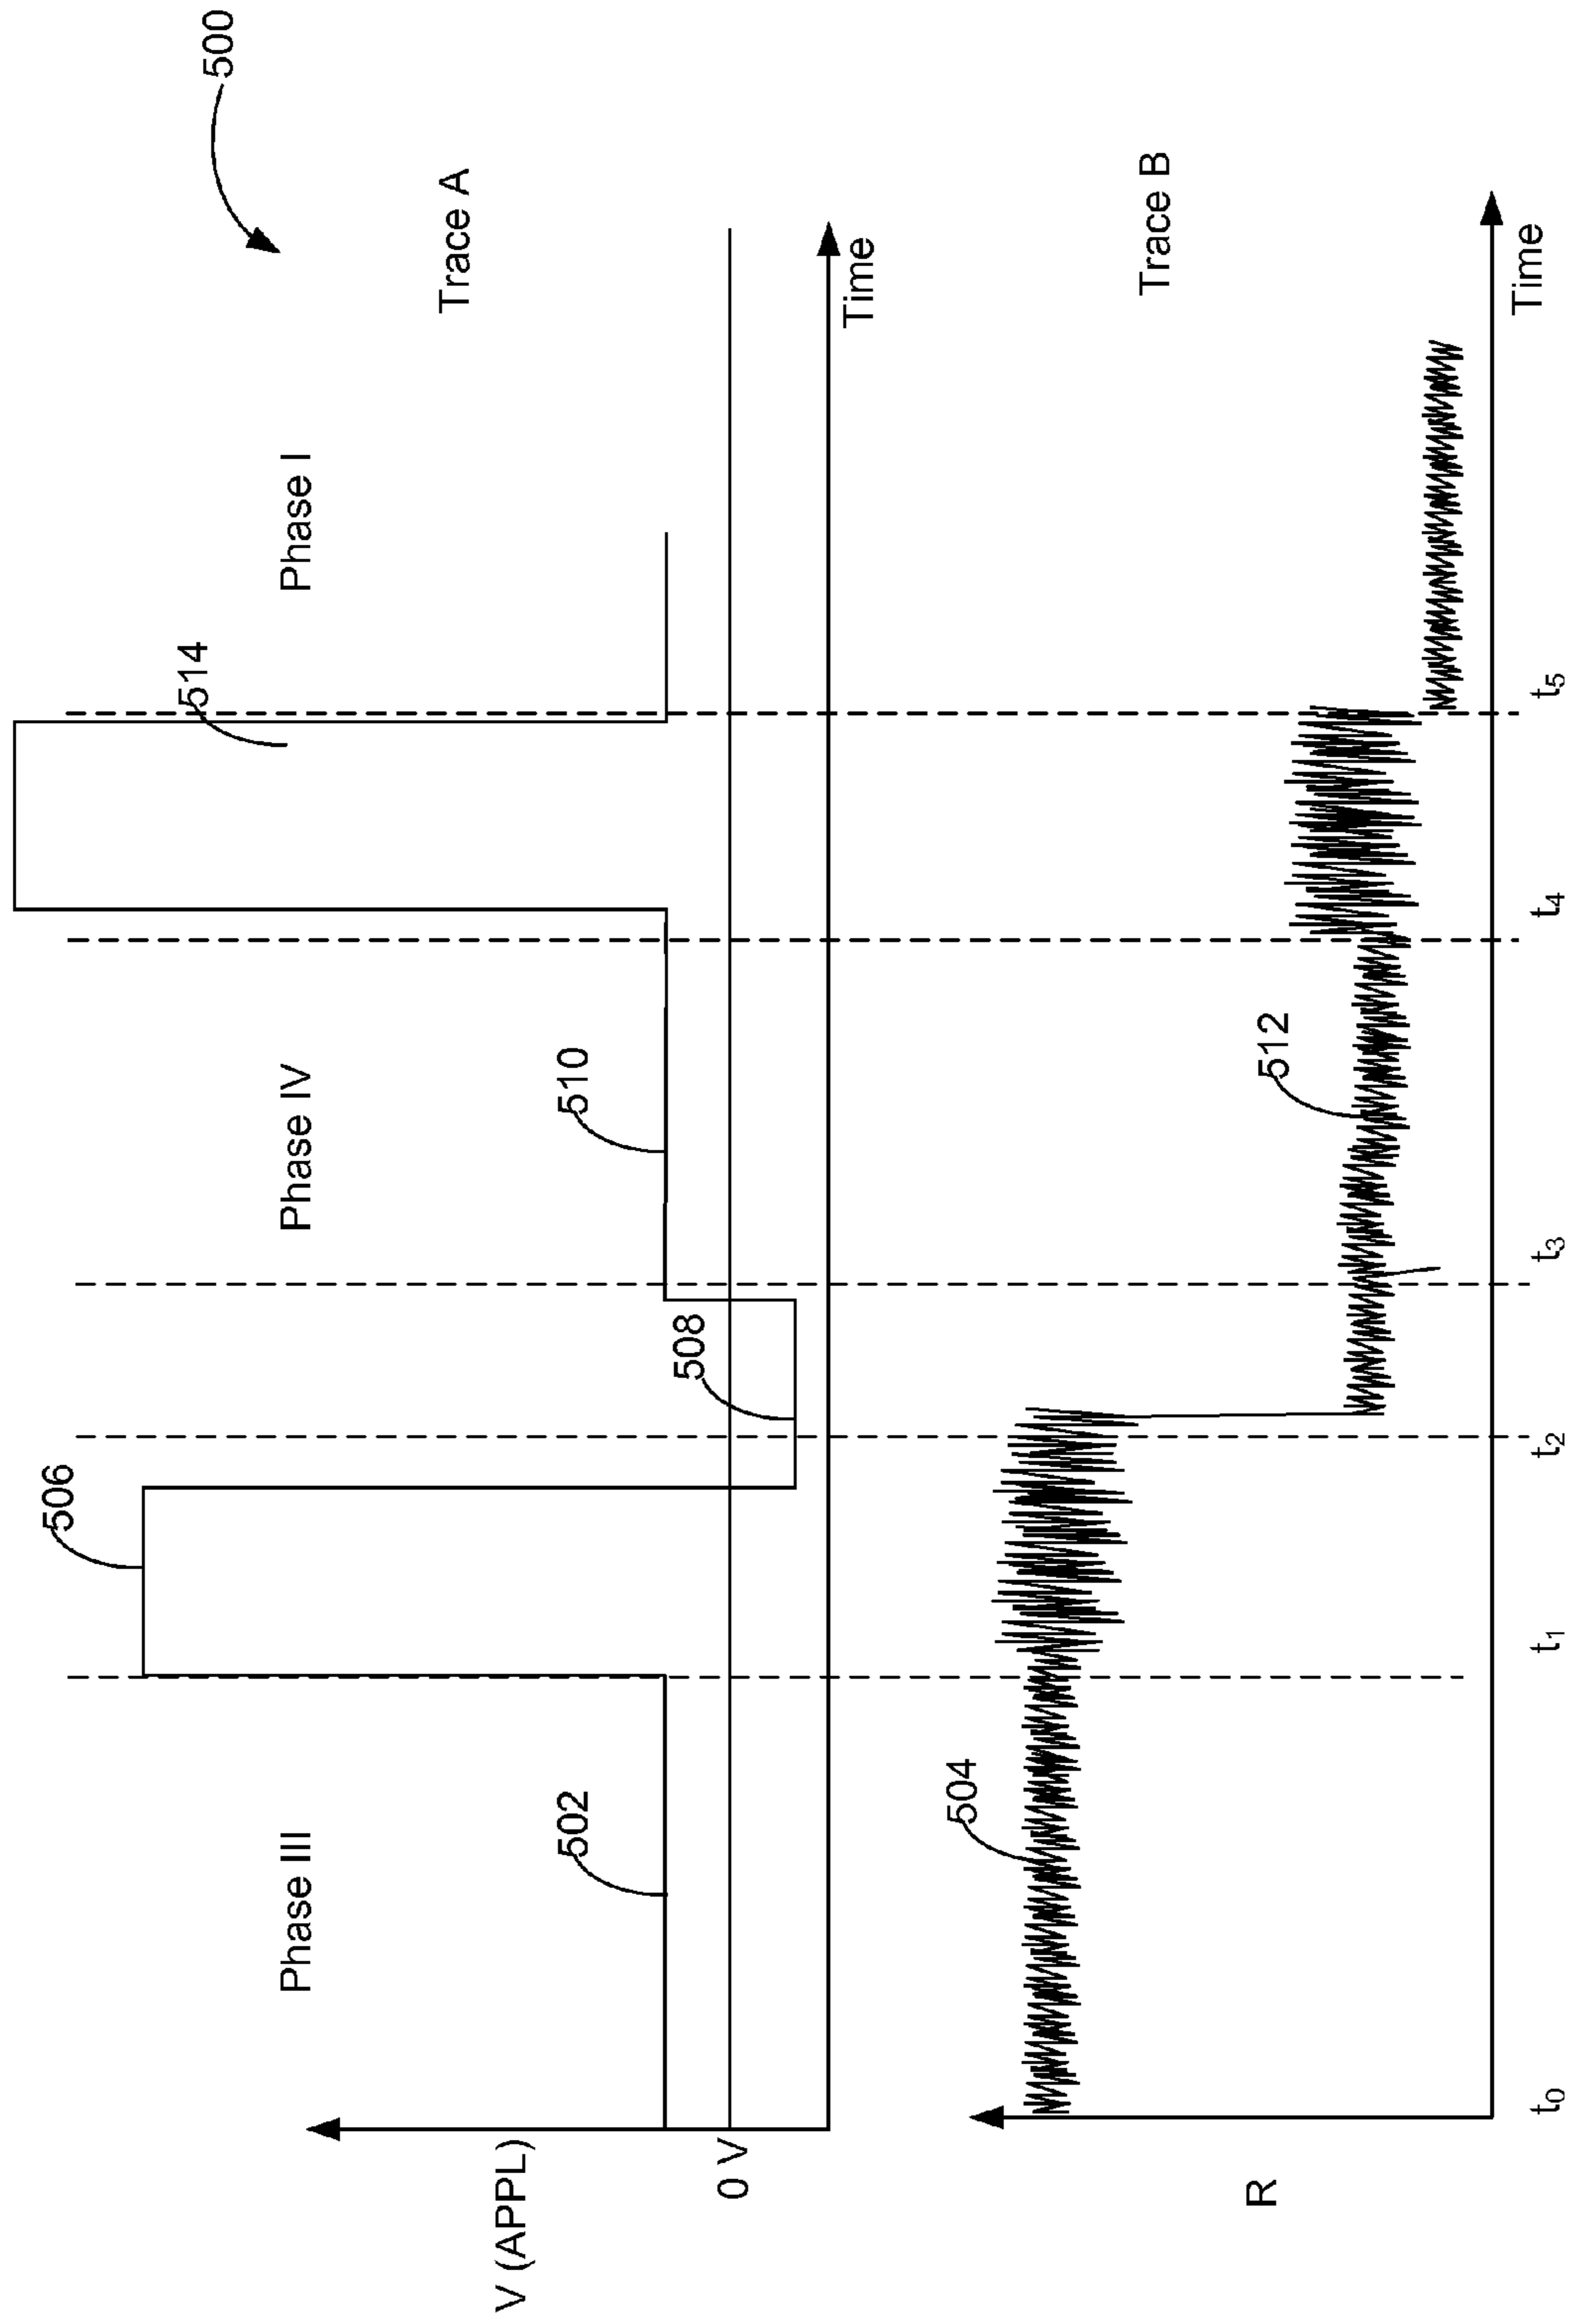 500
514
506
Phase III
Phase IV
Phase I
Trace A
V (APPL)
502
510
508
0 V
Time
504
512
Trace B
R
Time
t0
t1
t2
t3
t4
t5